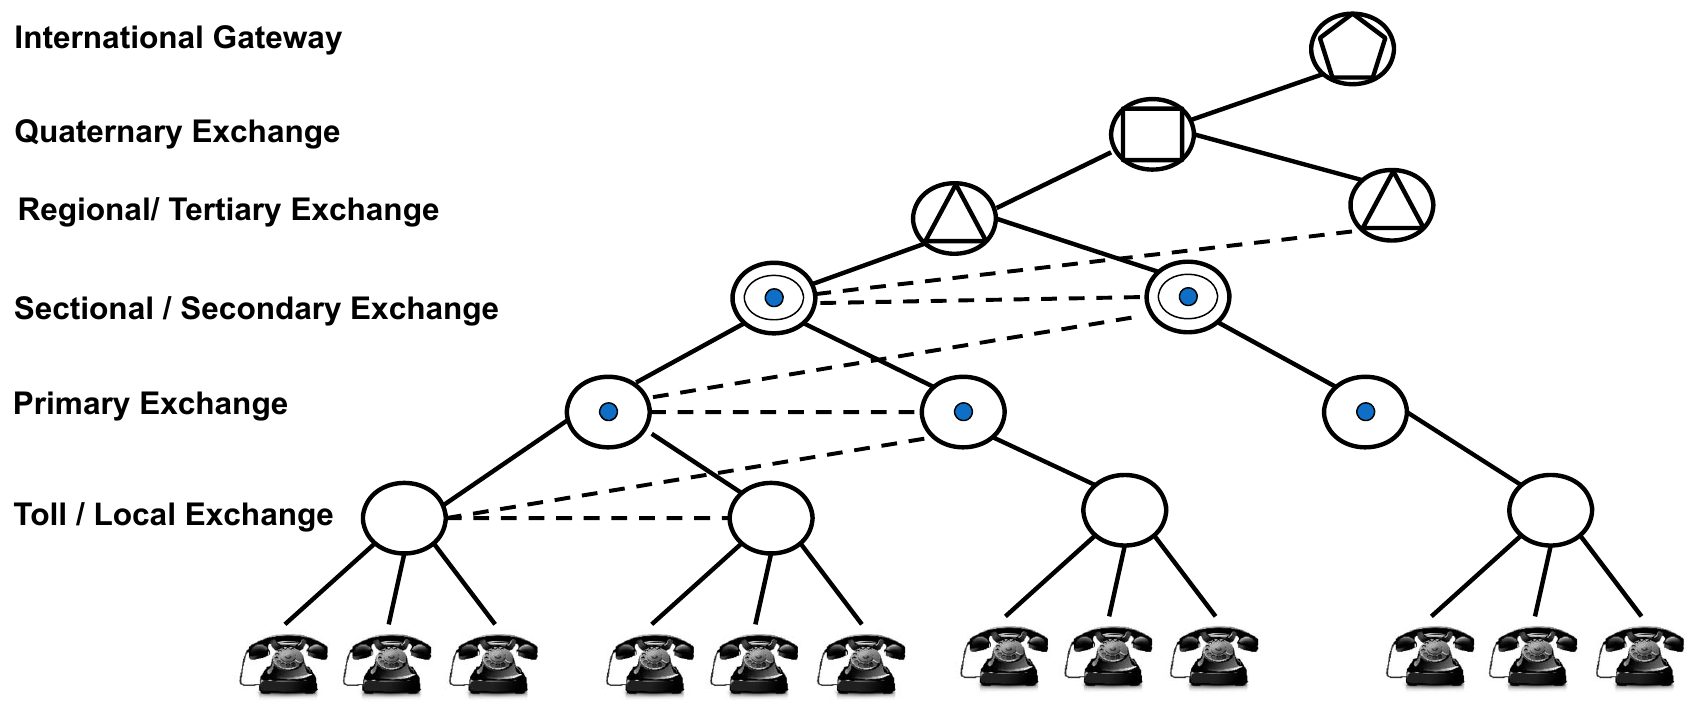 International Gateway
Quaternary Exchange
Regional/ Tertiary Exchange
Sectional / Secondary Exchange
Primary Exchange
Toll / Local Exchange